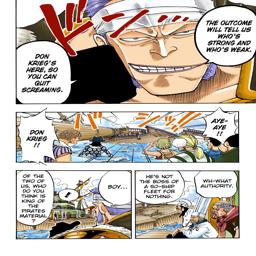 THE OUTCOME
WILL TELL US
WHO'S
STRONG AND
WHO'S WEAK.
DON
KRIEG'S
HERE, SO
YOU CAN
QUIT
SCREAMING.
AYE-
AYE
!!
DON
KRIEG
!!
WH-WHAT
AUTHORITY.
HE'S NOT
THE BOSS OF
A 50-SHIP
FLEET FOR
NOTHING.
BOY...
OF THE
TWO OF
US, WHO DO
YOU THINK
IS KING OF
THE
PIRATES
MATERIAL
?